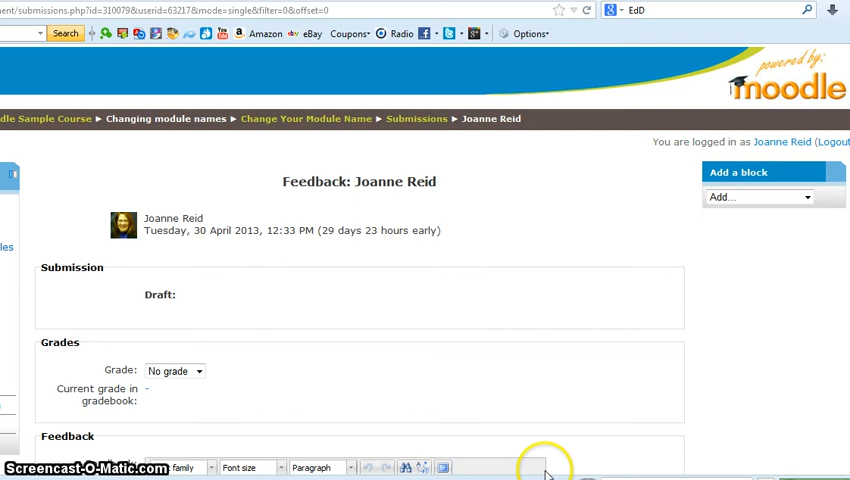 ent/submissions.php?id=310079&userid=63217&mode=single&filter=0&offset=0
EdD
Search
Amazon
eBay
Coupons
Radio
Options
powered by:
moodle
dle Sample Course ► Changing module names ► Change Your Module Name ► Submissions ► Joanne Reid
You are logged in as Joanne Reid (Logout
Feedback: Joanne Reid
Add a block
Add...
Joanne Reid
Tuesday, 30 April 2013, 12:33 PM (29 days 23 hours early)
les
Submission
Draft:
Grades
Grade:
No grade
Current grade in
gradebook:
-
Feedback
family
Font size
Paragraph
Screencast-O-Matic.com